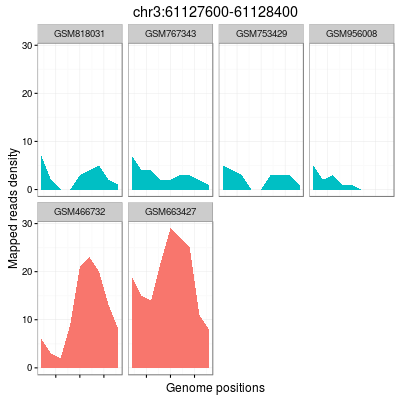 chr3:61127600-61128400
GSM818031 GSM767343 GSM753429 GSM956008
30
20
10
0
GSM466732 GSM663427
30
20
10
0
Mapped reads density
Genome positions